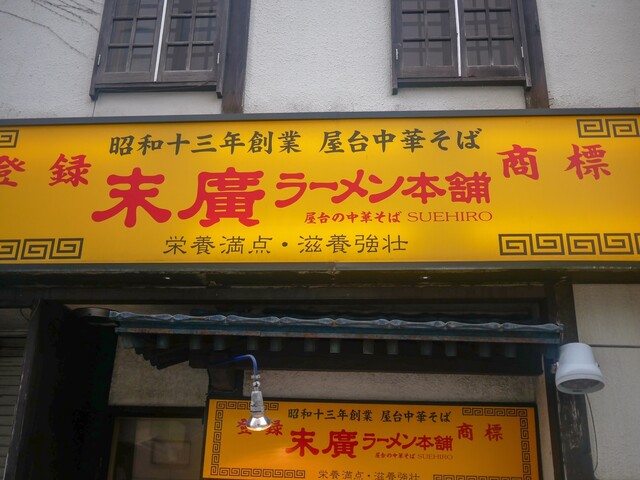 昭和十三年創業 屋台中華そば
登録 末廣ラーメン本舗 商標
屋台の中華そば SUEHIRO
栄養満点・滋養強壮
昭和十三年創業 屋台中華そば
登録 末廣ラーメン本舗 商標
屋台の中華そば SUEHIRO
栄養満点・滋養強壮